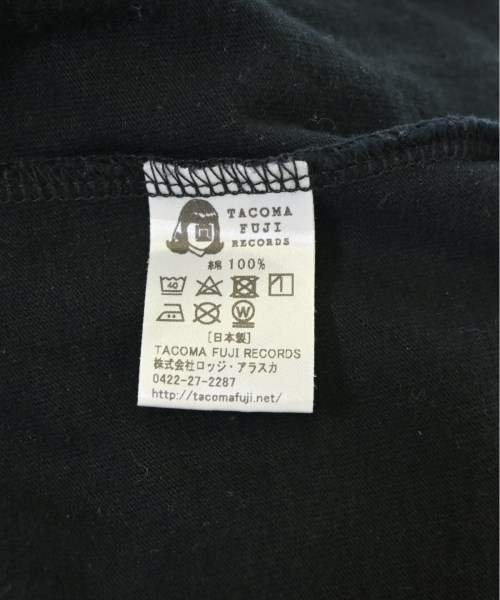 TACOMA
FUJI
RECORDS
綿 100%
40
W
[日本製]
TACOMA FUJI RECORDS
株式会社ロッジ・アラスカ
0422-27-2287
http://tacomafuji.net/